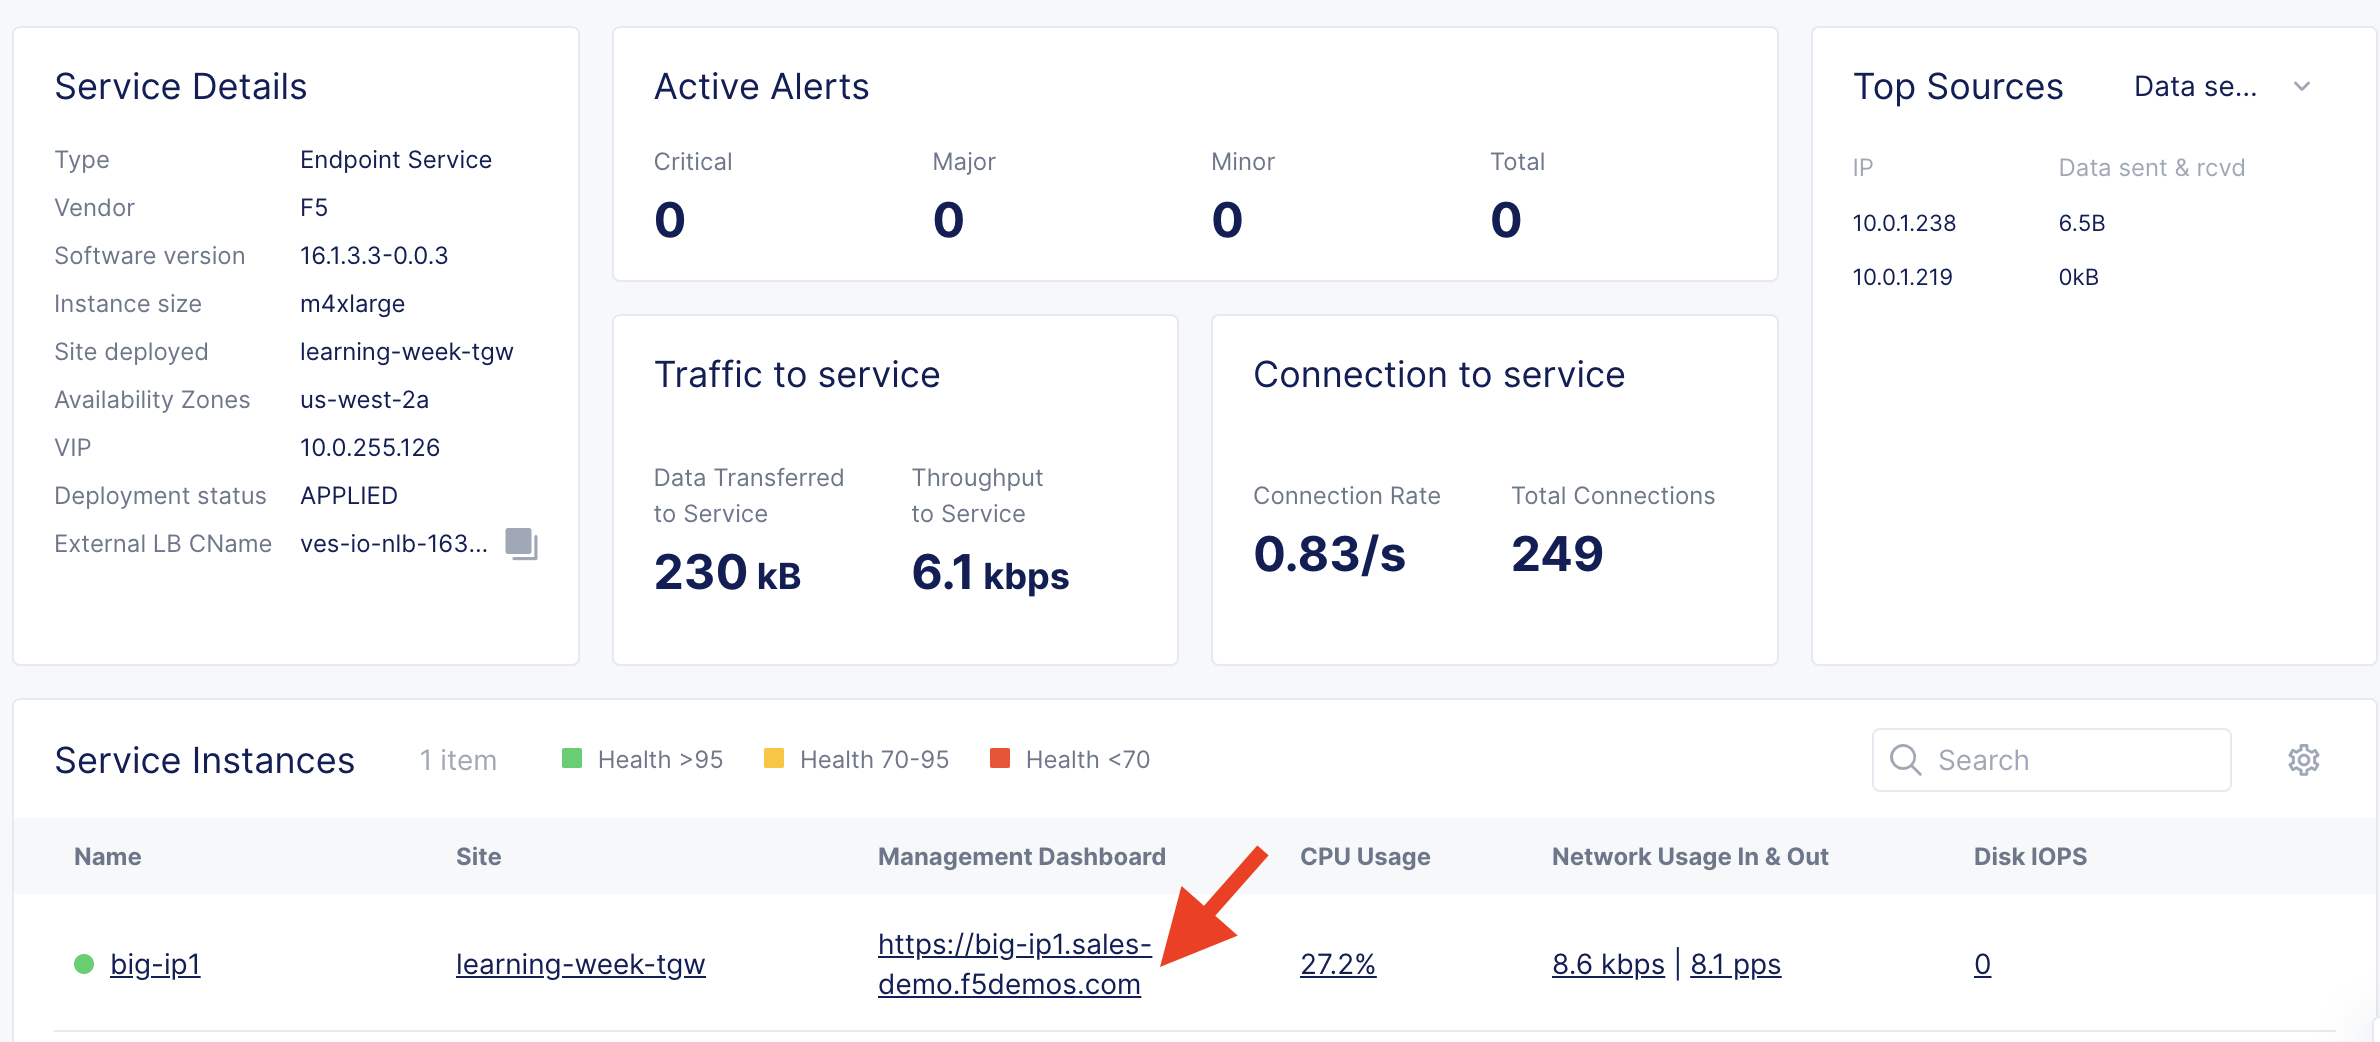 Service Details
Type Endpoint Service
Vendor F5
Software version 16.1.3.3-0.0.3
Instance size m4xlarge
Site deployed learning-week-tgw
Availability Zones us-west-2a
VIP 10.0.255.126
Deployment status APPLIED
External LB CName ves-io-nlb-163...
Active Alerts
Critical Major Minor Total
0 0 0 0
Traffic to service
Data Transferred to Service
230 kB
Throughput to Service
6.1 kbps
Connection to service
Connection Rate Total Connections
0.83/s 249
Top Sources Data se...
IP Data sent & rcvd
10.0.1.238 6.5B
10.0.1.219 0kB
Service Instances 1 item Health >95 Health 70-95 Health <70 Search
Name Site Management Dashboard CPU Usage Network Usage In & Out Disk IOPS
big-ip1 learning-week-tgw https://big-ip1.sales-demo.f5demos.com 27.2% 8.6 kbps | 8.1 pps 0